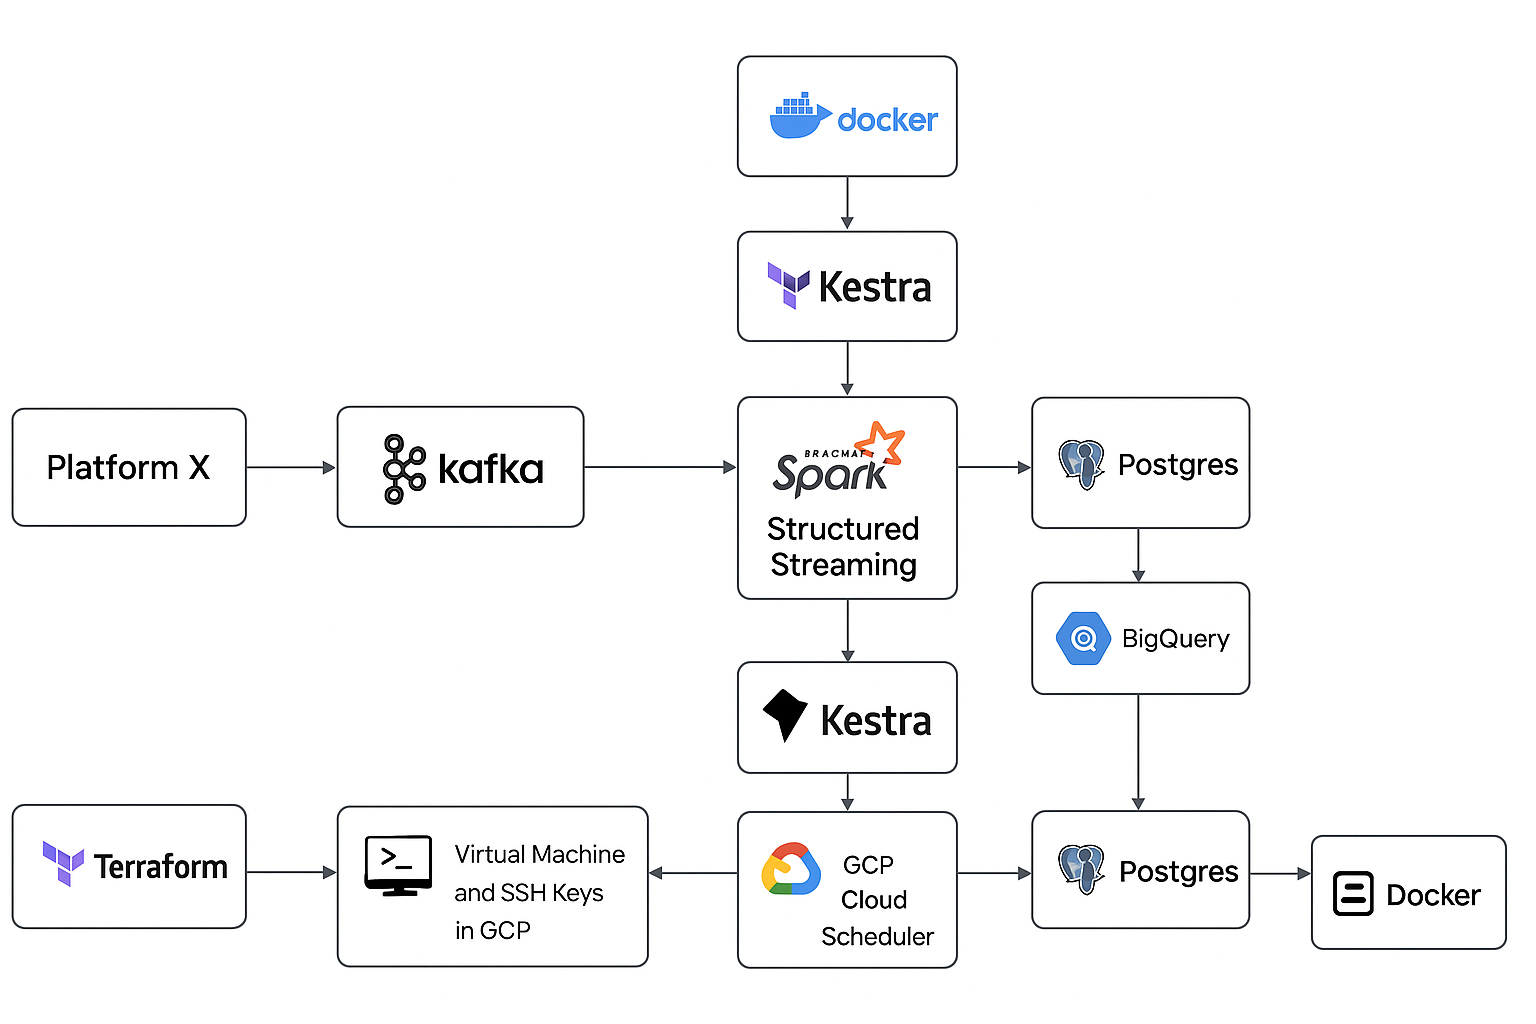 docker
Kestra
Platform X
kafka
BRACMAT
Spark
Structured
Streaming
Postgres
BigQuery
Kestra
Terraform
>_
Virtual Machine
and SSH Keys
in GCP
GCP
Cloud
Scheduler
Postgres
Docker